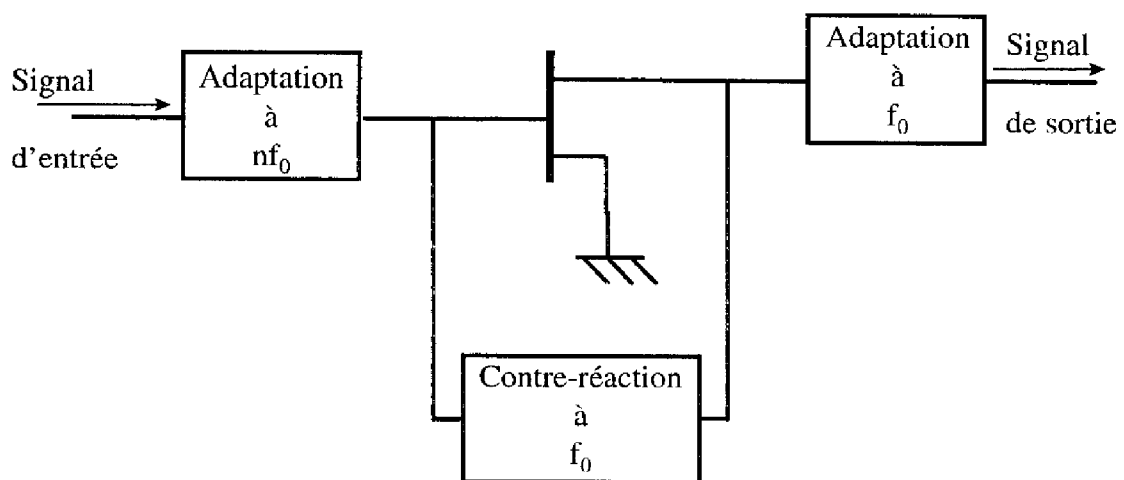 Signal
d'entrée
Adaptation
à
nf₀
Adaptation
à
f₀
Signal
de sortie
Contre-réaction
à
f₀